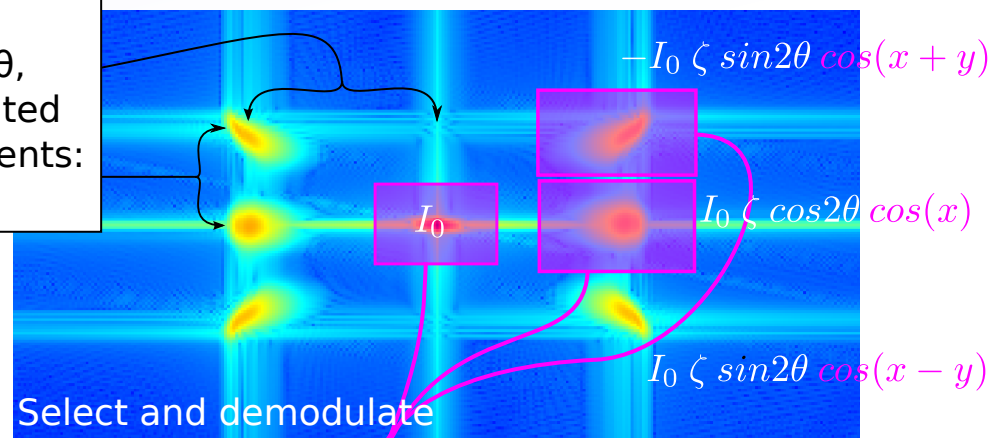 θ,
ted
ents:
−I₀ ζ sin2θ cos(x + y)
I₀
I₀ ζ cos2θ cos(x)
I₀ ζ sin2θ cos(x − y)
Select and demodulate